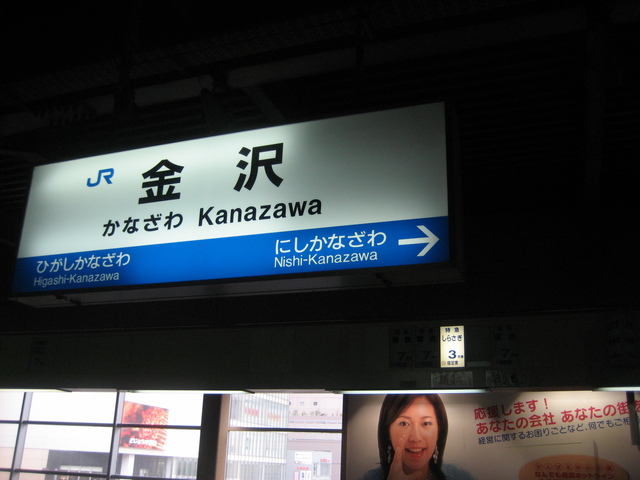 JR 金沢
かなざわ Kanazawa
ひがしかなざわ
Higashi-Kanazawa
にしかなざわ
Nishi-Kanazawa
特急
しらさぎ
3
応援します!
あなたの会社 あなたの街
経営に関するお困りごとなど、何でもご相